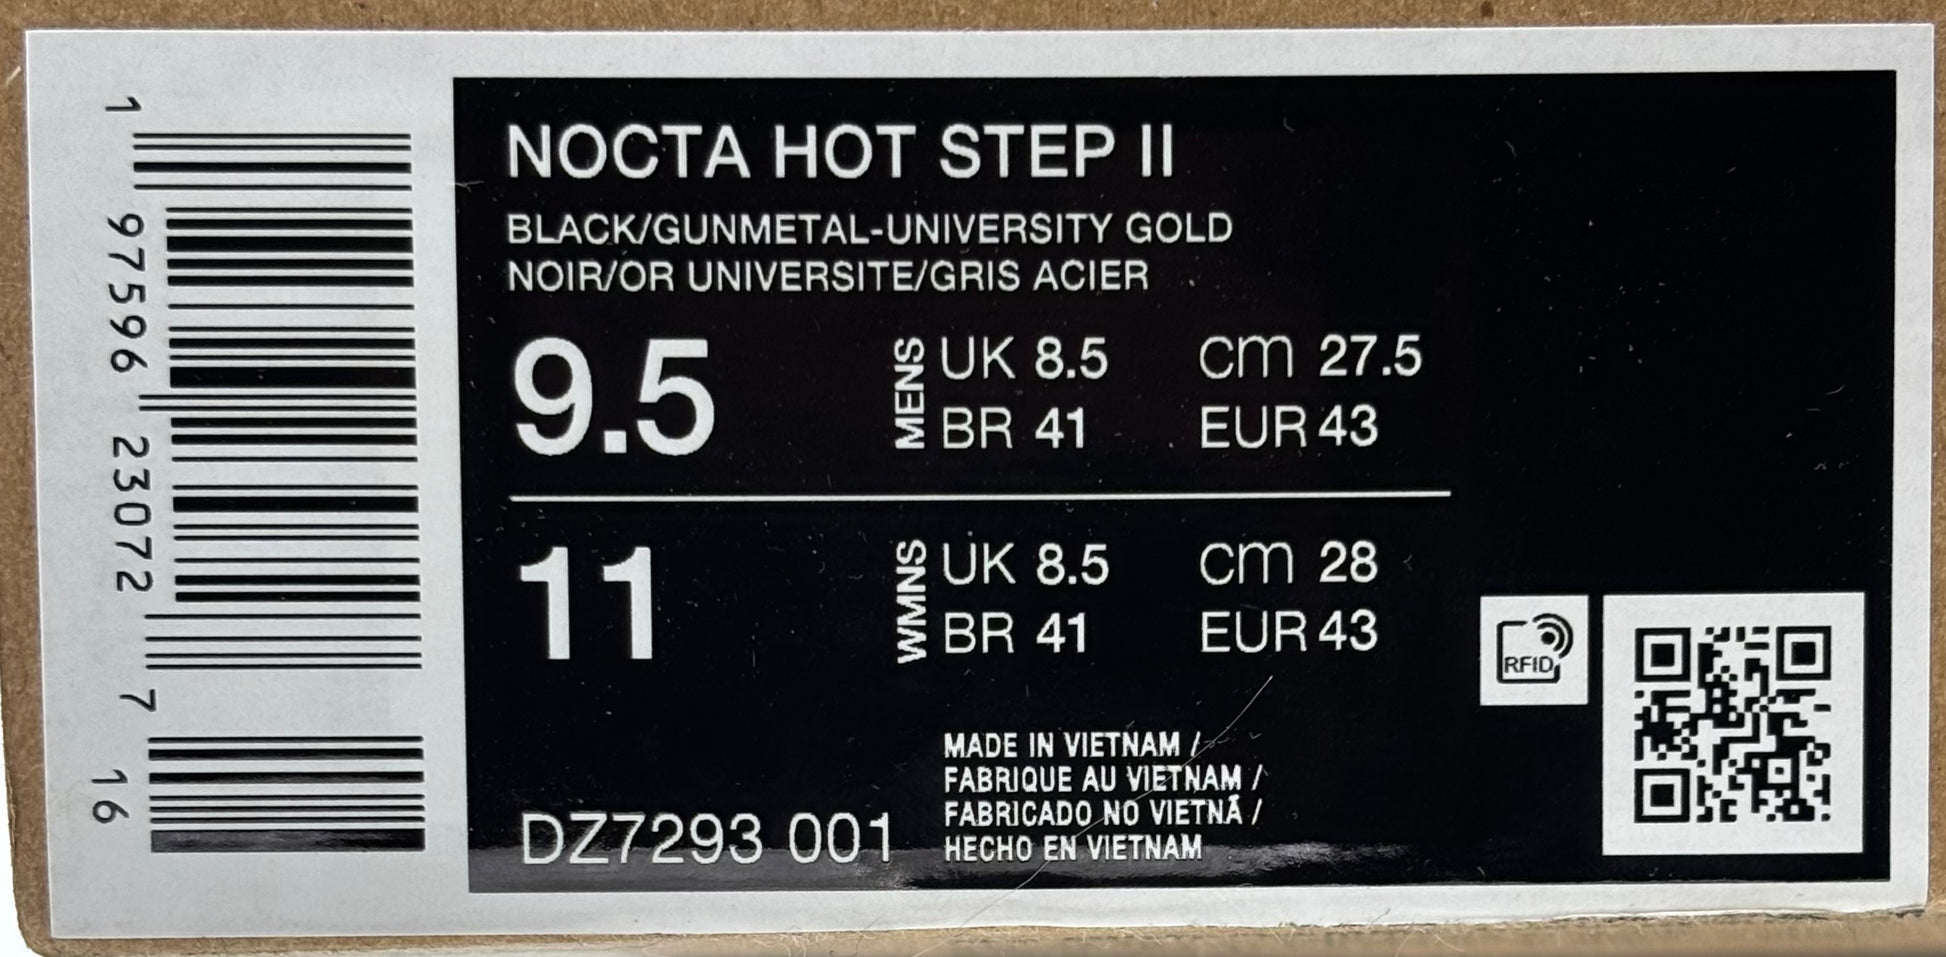 1 97596 23072 7 16
NOCTA HOT STEP II
BLACK/GUNMETAL-UNIVERSITY GOLD
NOIR/OR UNIVERSITE/GRIS ACIER
9.5 MENS UK 8.5 cm 27.5
BR 41 EUR 43
11 WMNS UK 8.5 cm 28
BR 41 EUR 43
RFID
MADE IN VIETNAM /
FABRIQUE AU VIETNAM /
FABRICADO NO VIETNÃ /
HECHO EN VIETNAM
DZ7293 001